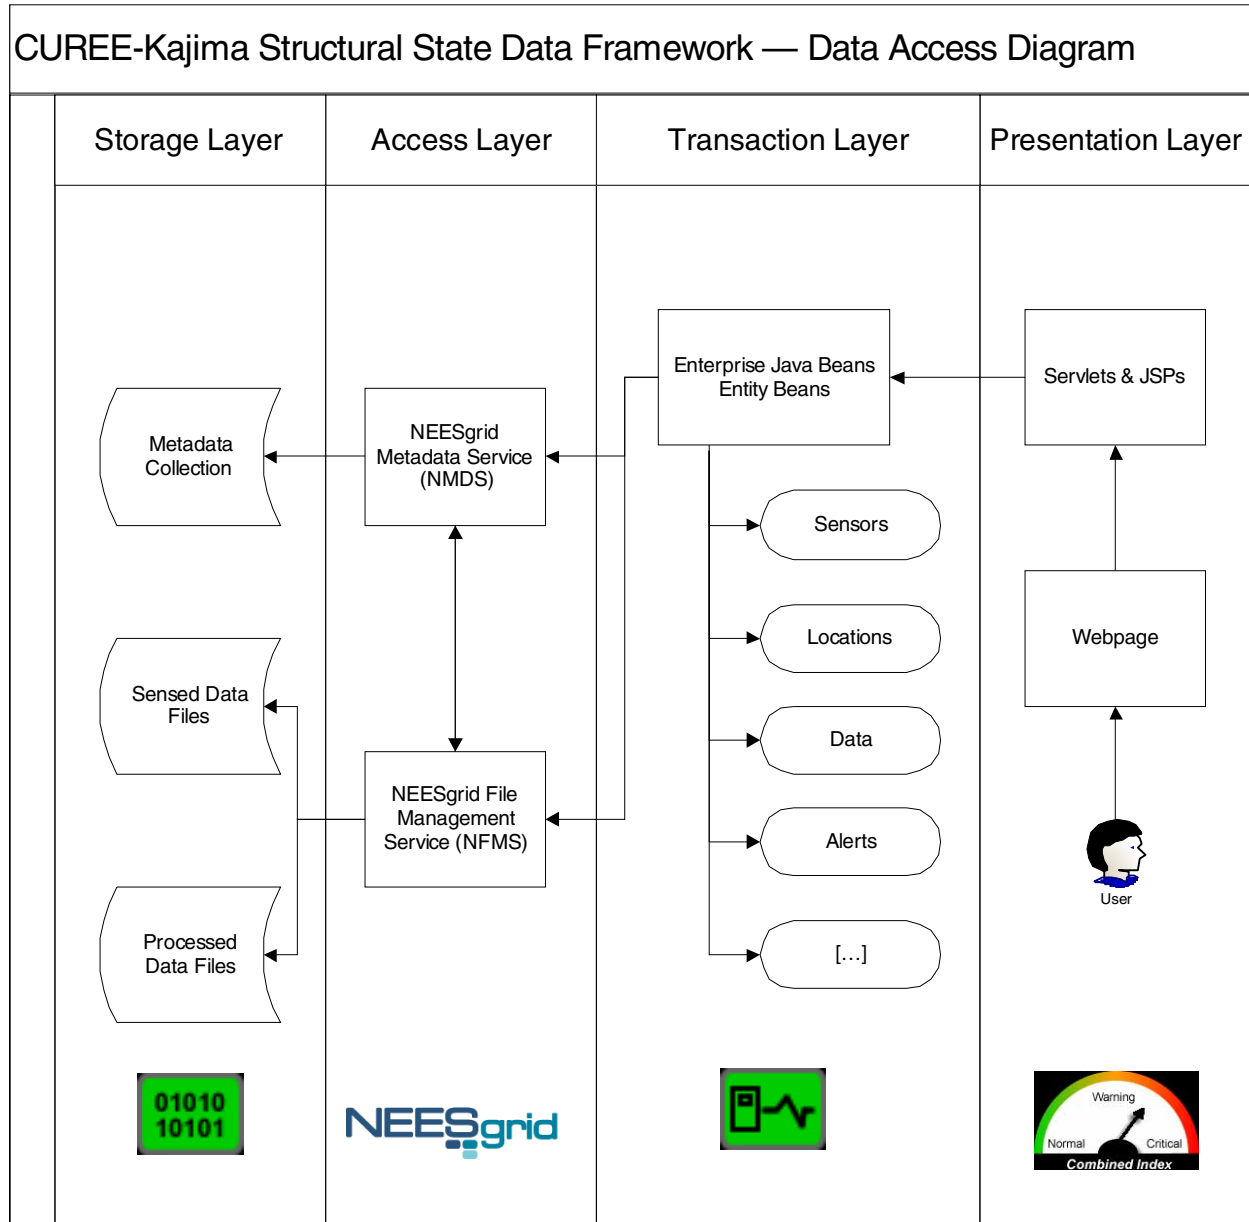 CUREE-Kajima Structural State Data Framework — Data Access Diagram
Storage Layer
Access Layer
Transaction Layer
Presentation Layer
Metadata
Collection
Sensed Data
Files
Processed
Data Files
01010
10101
NEESgrid
Metadata Service
(NMDS)
NEESgrid File
Management
Service (NFMS)
NEESgrid
Enterprise Java Beans
Entity Beans
Sensors
Locations
Data
Alerts
[...]
Servlets & JSPs
Webpage
User
Warning
Normal
Critical
Combined Index